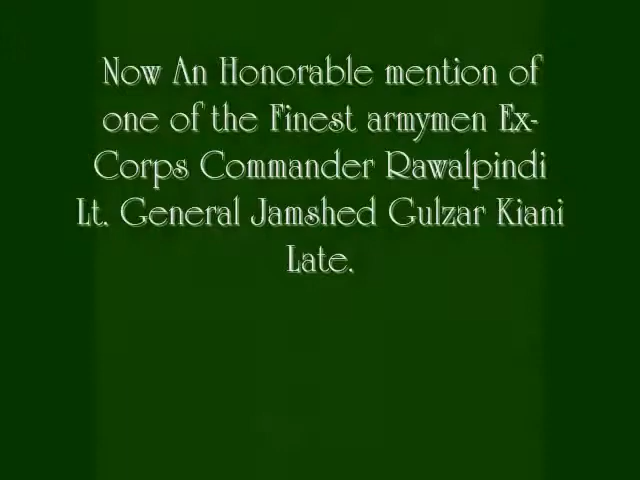 Now An Honorable mention of
one of the Finest armymen Ex-
Corps Commander Rawalpindi
Lt. General Jamshed Gulzar Kiani
Late.